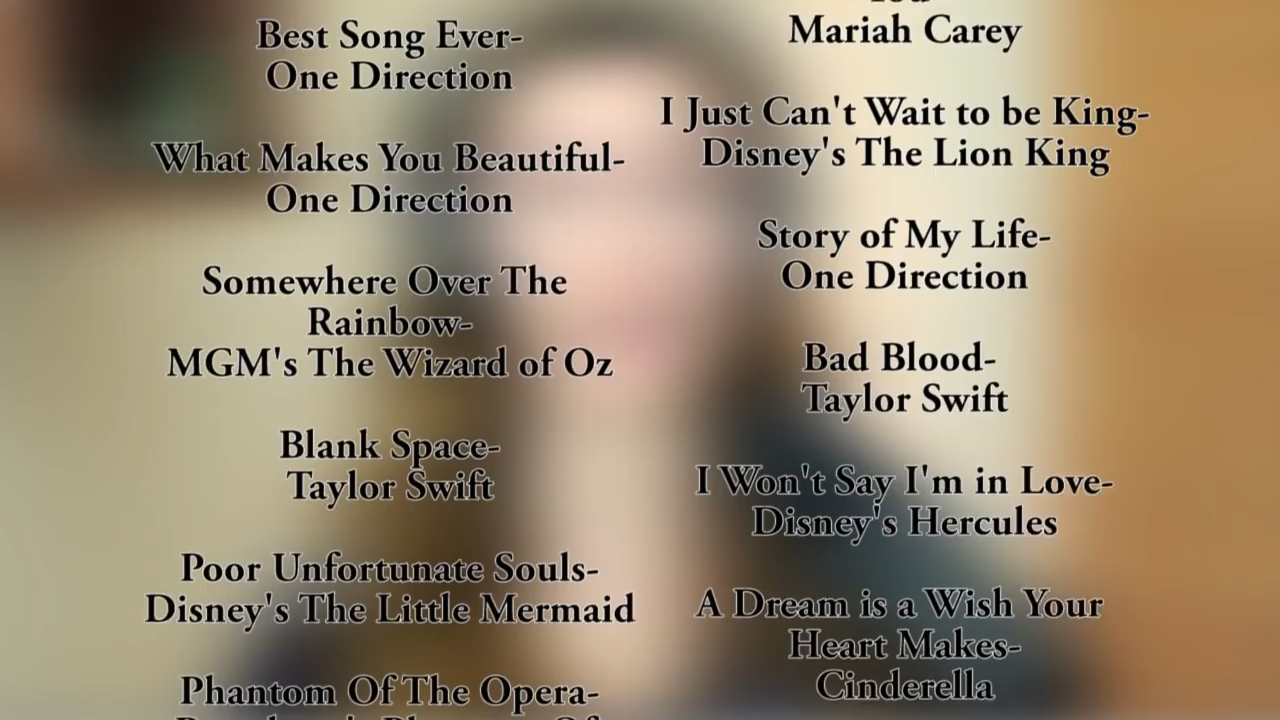 Best Song Ever-
One Direction
What Makes You Beautiful-
One Direction
Somewhere Over The
Rainbow-
MGM's The Wizard of Oz
Blank Space-
Taylor Swift
Poor Unfortunate Souls-
Disney's The Little Mermaid
Phantom Of The Opera-
Mariah Carey
I Just Can't Wait to be King-
Disney's The Lion King
Story of My Life-
One Direction
Bad Blood-
Taylor Swift
I Won't Say I'm in Love-
Disney's Hercules
A Dream is a Wish Your
Heart Makes-
Cinderella